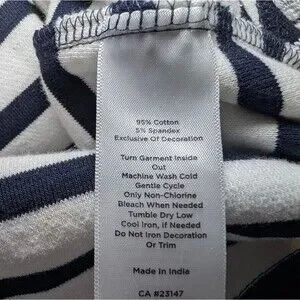 95% Cotton
5% Spandex
Exclusive Of Decoration
Turn Garment Inside
Out
Machine Wash Cold
Gentle Cycle
Only Non-Chlorine
Bleach When Needed
Tumble Dry Low
Cool Iron, if Needed
Do Not Iron Decoration
Or Trim
Made In India
CA #23147